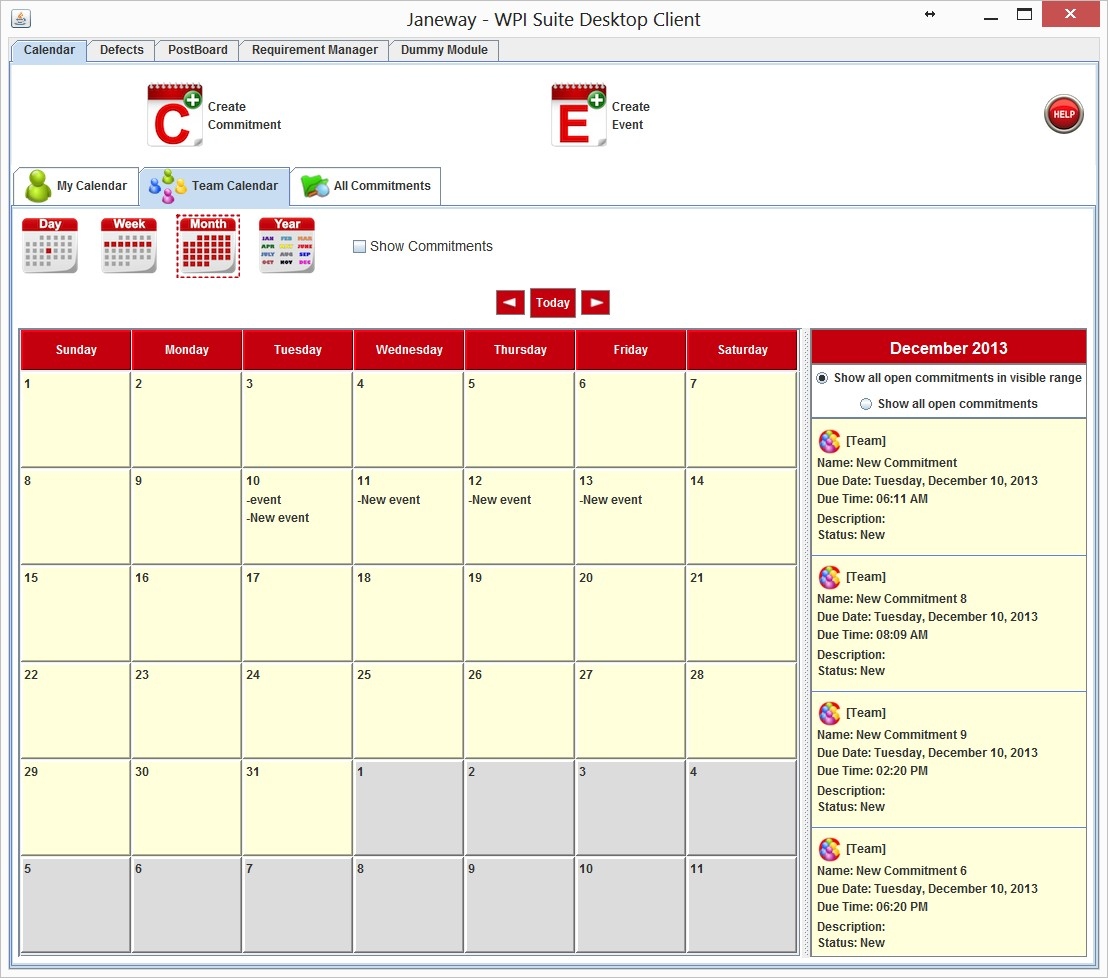 Janeway - WPI Suite Desktop Client
Calendar Defects PostBoard Requirement Manager Dummy Module
C Create Commitment
E Create Event
HELP
My Calendar Team Calendar All Commitments
Day Week Month Year
JAN FEB MAR
APR MAY JUNE
JULY AUG SEP
OCT NOV DEC
Show Commitments
Today
Sunday Monday Tuesday Wednesday Thursday Friday Saturday
1 2 3 4 5 6 7
8 9 10 11 12 13 14
-event -New event -New event -New event
-New event
15 16 17 18 19 20 21
22 23 24 25 26 27 28
29 30 31 1 2 3 4
5 6 7 8 9 10 11
December 2013
Show all open commitments in visible range
Show all open commitments
[Team]
Name: New Commitment
Due Date: Tuesday, December 10, 2013
Due Time: 06:11 AM
Description:
Status: New
[Team]
Name: New Commitment 8
Due Date: Tuesday, December 10, 2013
Due Time: 08:09 AM
Description:
Status: New
[Team]
Name: New Commitment 9
Due Date: Tuesday, December 10, 2013
Due Time: 02:20 PM
Description:
Status: New
[Team]
Name: New Commitment 6
Due Date: Tuesday, December 10, 2013
Due Time: 06:20 PM
Description:
Status: New